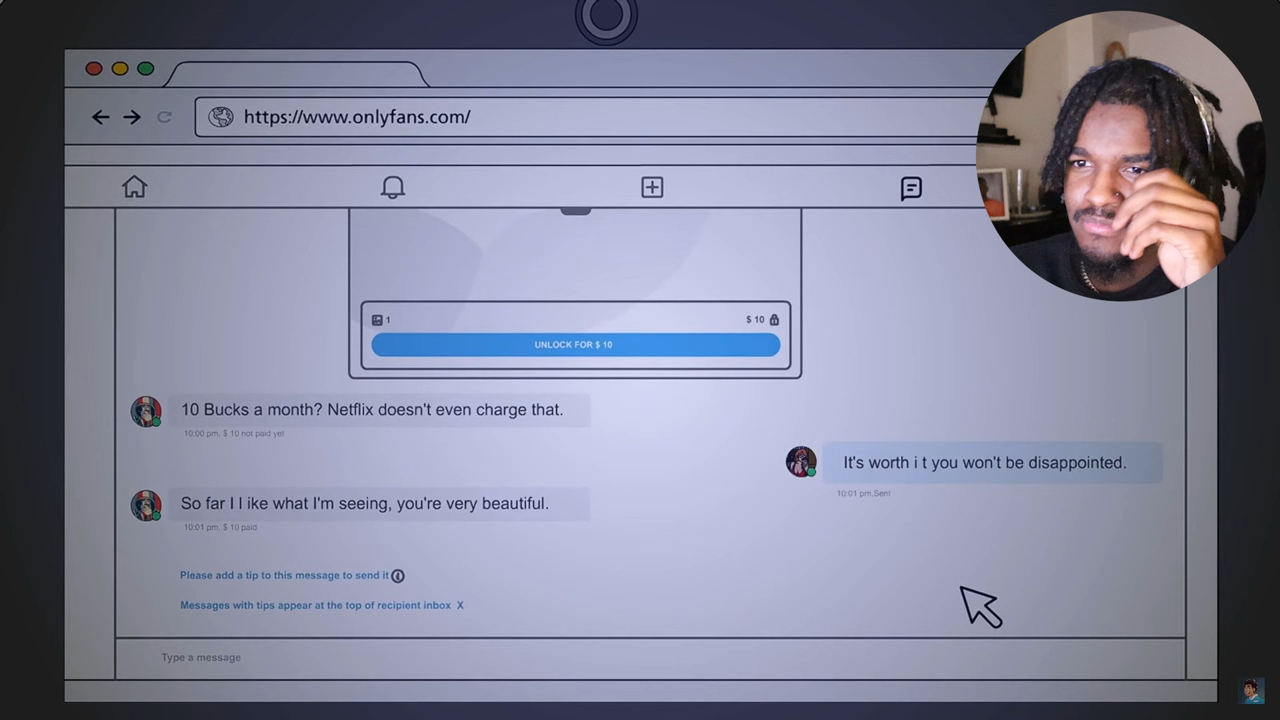 https://www.onlyfans.com/
1
$ 10
UNLOCK FOR $ 10
10 Bucks a month? Netflix doesn't even charge that.
10:00 pm. $ 10 not paid yet
It's worth i t you won't be disappointed.
10:01 pm,Sent
So far I l ike what I'm seeing, you're very beautiful.
10:01 pm. $ 10 paid
Please add a tip to this message to send it
Messages with tips appear at the top of recipient inbox X
Type a message